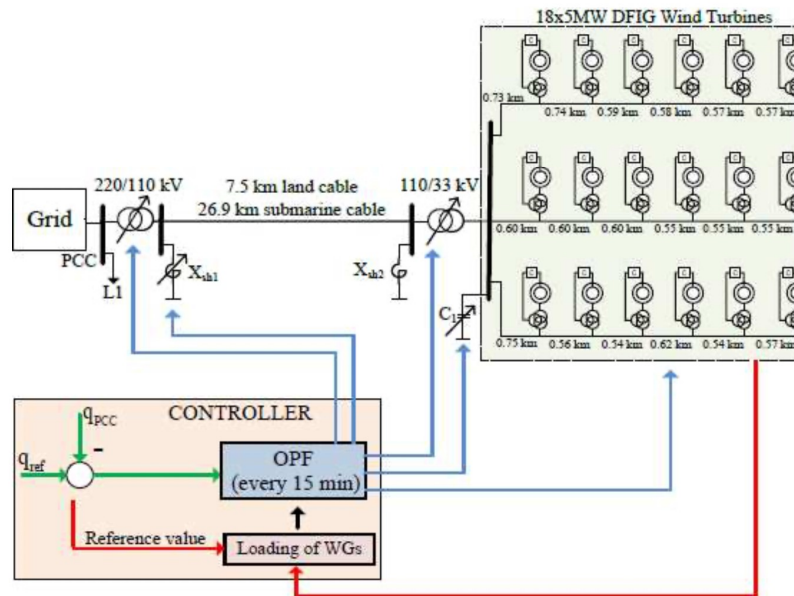 18x5MW DFIG Wind Turbines
C C C C C C
0.73 km
0.74 km 0.59 km 0.58 km 0.57 km 0.57 km
220/110 kV
7.5 km land cable
110/33 kV
C C C C C C
Grid
26.9 km submarine cable
0.60 km 0.60 km 0.60 km 0.55 km 0.55 km 0.55 km
PCC
Xsh1
Xsh2
L1
C1
C C C C C C
0.75 km 0.56 km 0.54 km 0.62 km 0.54 km 0.57 km
CONTROLLER
qPCC
-
qref
OPF
(every 15 min)
Reference value
Loading of WGs